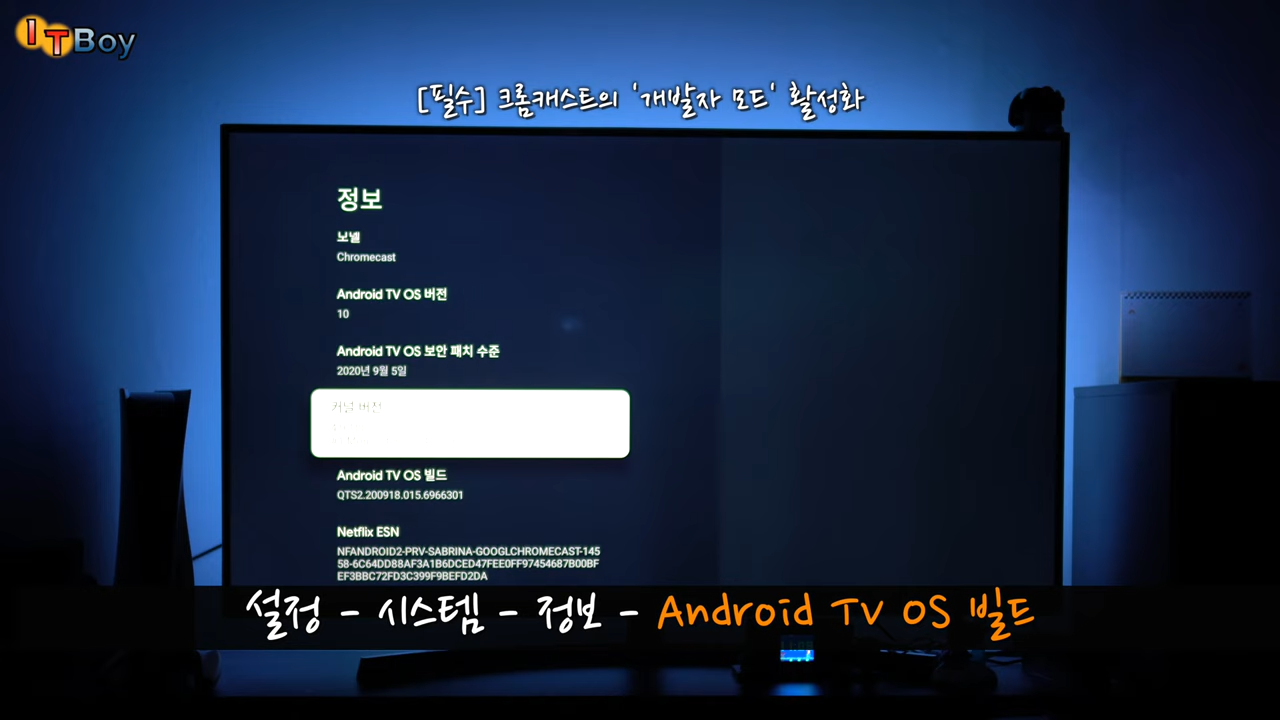 ITBoy
[필수] 크롬캐스트의 '개발자 모드' 활성화
정보
모델
Chromecast
Android TV OS 버전
10
Android TV OS 보안 패치 수준
2020년 9월 5일
커널 버전
Android TV OS 빌드
QTS2.200918.015.6966301
Netflix ESN
NFANDROID2-PRV-SABRINA-GOOGLCHROMECAST-145
58-6C64DD88AF3A1B6DCED47FEE0FF97454687B00BF
EF3BBC72FD3C399F9BEFD2DA
설정 - 시스템 - 정보 - Android TV OS 빌드